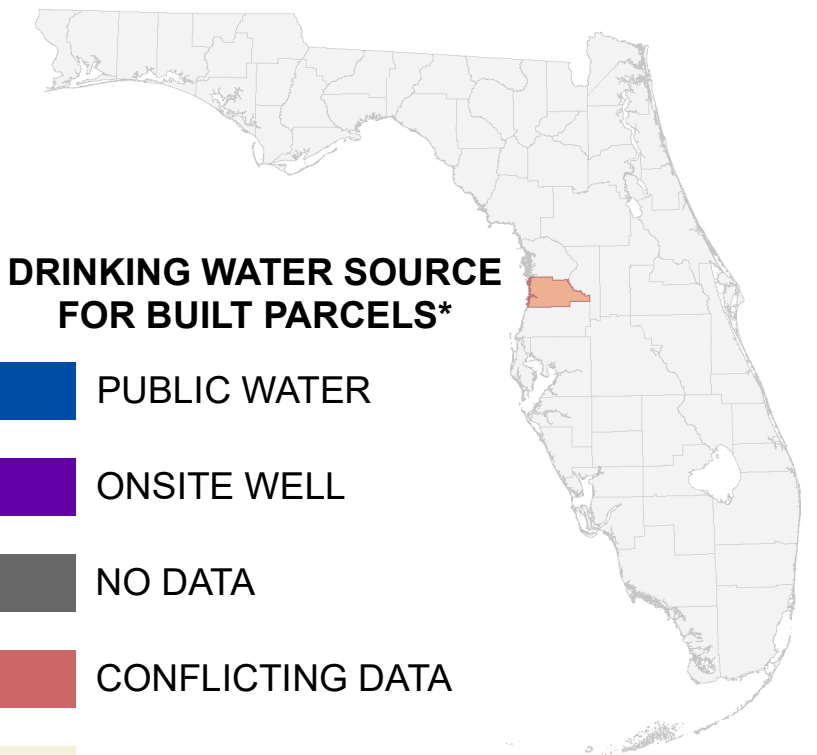 DRINKING WATER SOURCE
FOR BUILT PARCELS*
PUBLIC WATER
ONSITE WELL
NO DATA
CONFLICTING DATA